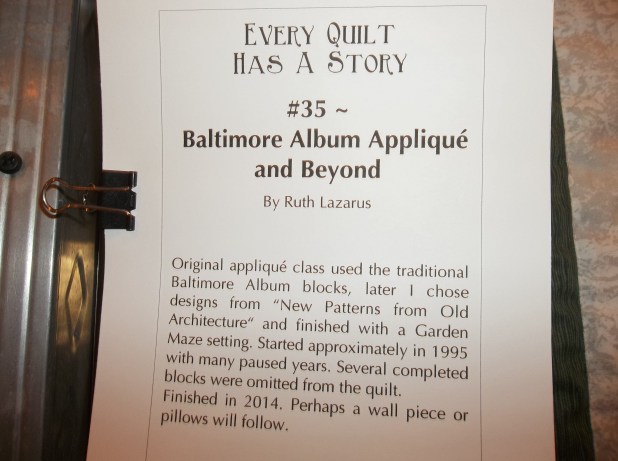 EVERY QUILT
HAS A STORY
#35 ~
Baltimore Album Appliqué
and Beyond
By Ruth Lazarus
Original appliqué class used the traditional
Baltimore Album blocks, later I chose
designs from “New Patterns from Old
Architecture“ and finished with a Garden
Maze setting. Started approximately in 1995
with many paused years. Several completed
blocks were omitted from the quilt.
Finished in 2014. Perhaps a wall piece or
pillows will follow.